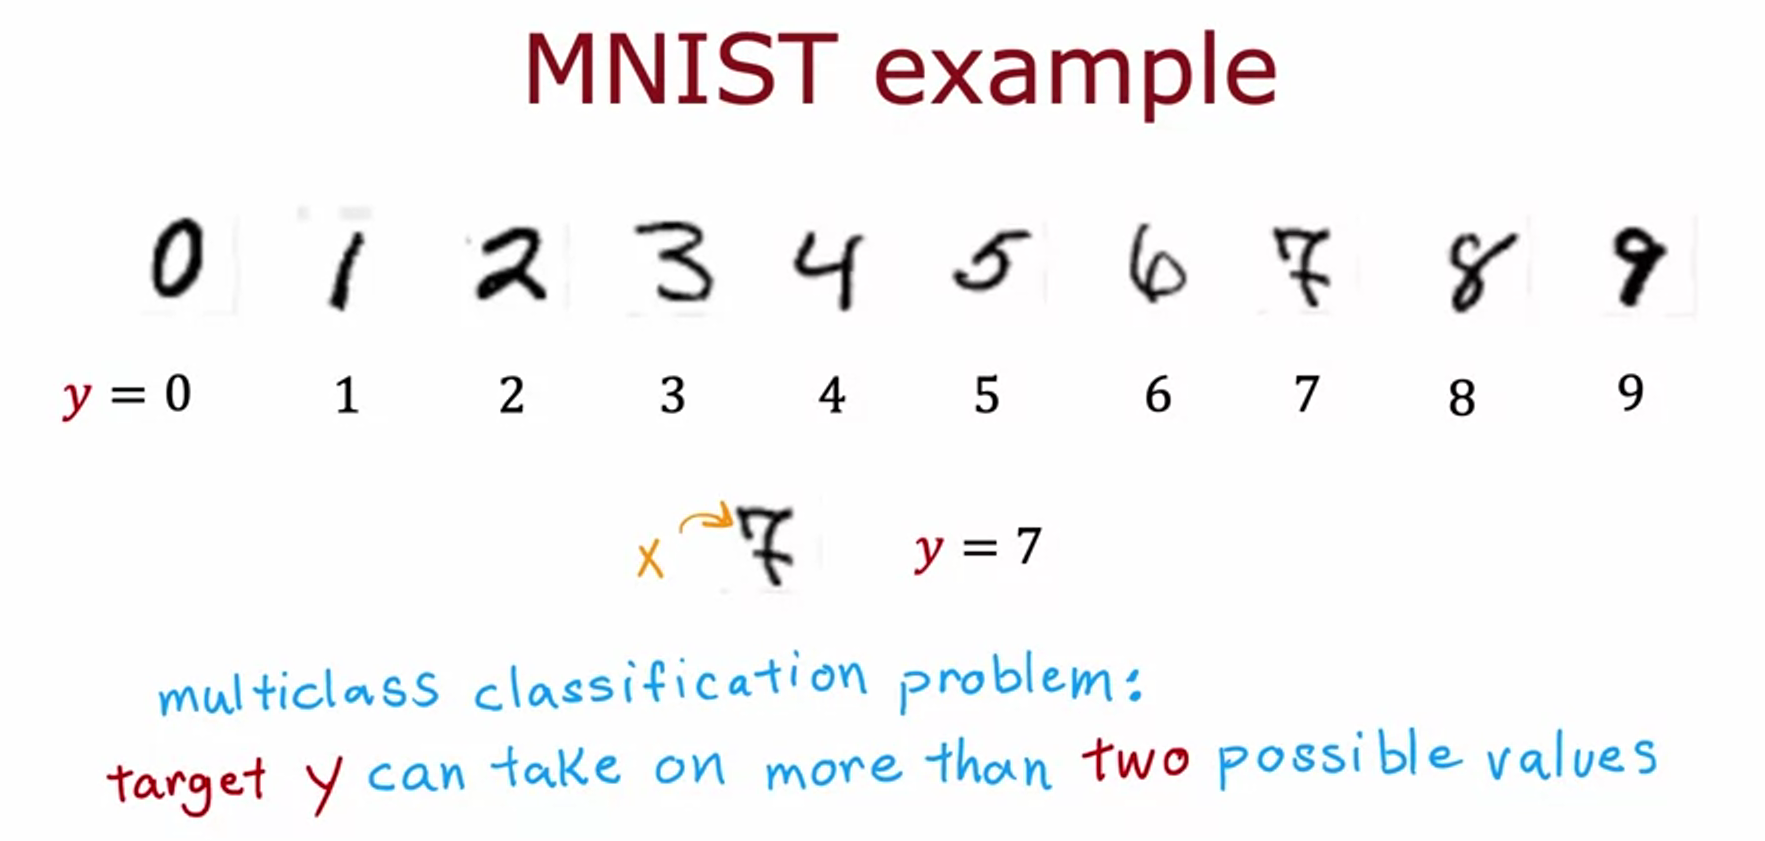 MNIST example
0 1 2 3 4 5 6 7 8 9
y = 0 1 2 3 4 5 6 7 8 9
x 7 y = 7
multiclass classification problem:
target y can take on more than two possible values